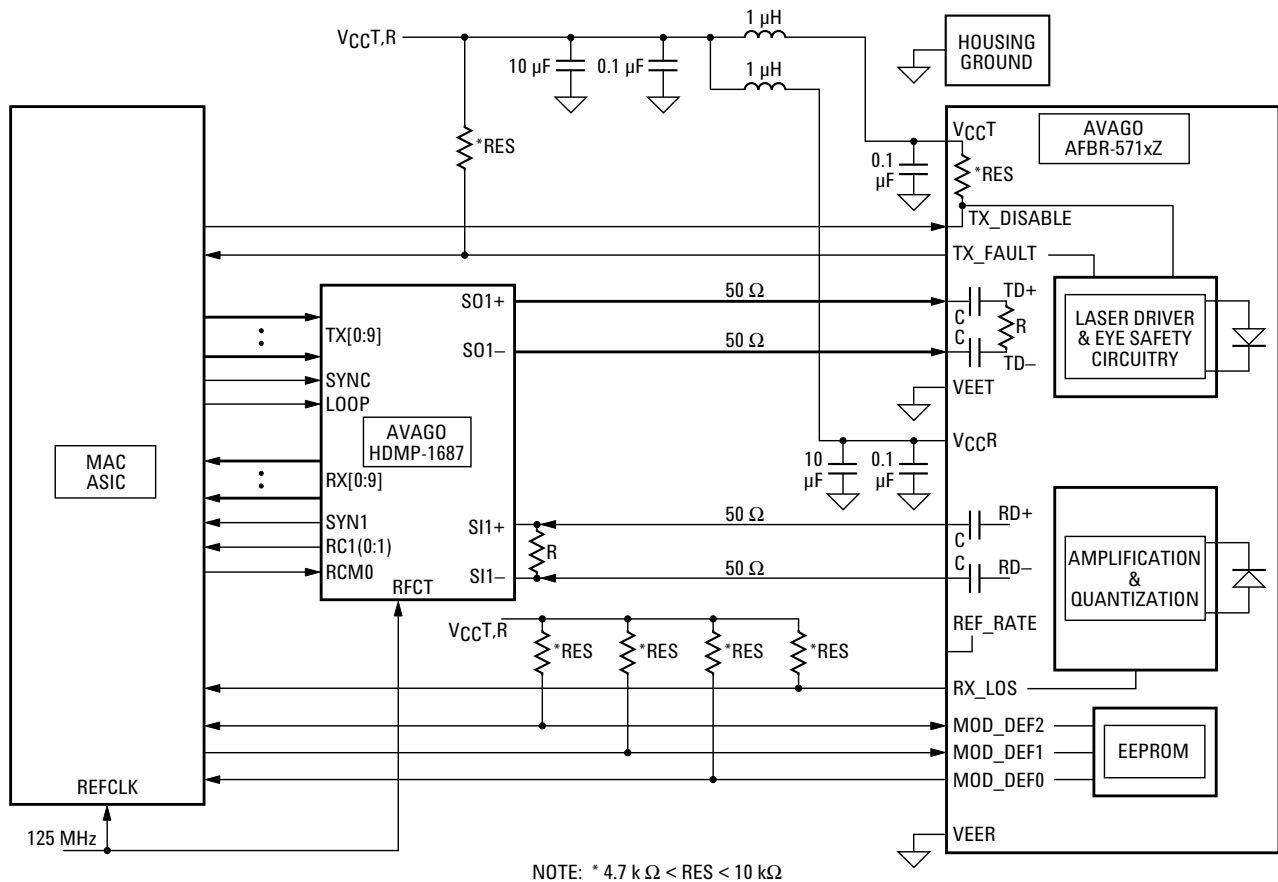 1 µH
VCCT,R
10 µF
0.1 µF
1 µH
HOUSING
GROUND
*RES
VCCT
AVAGO
AFBR-571xZ
0.1
µF
*RES
TX_DISABLE
TX_FAULT
SO1+
50 Ω
TD+
C
R
TX[0:9]
:
SO1–
50 Ω
C
TD–
LASER DRIVER
& EYE SAFETY
CIRCUITRY
SYNC
LOOP
VEET
AVAGO
HDMP-1687
MAC
ASIC
VCCR
10
µF
0.1
µF
RX[0:9]
:
SYN1
RC1(0:1)
RCM0
RFCT
SI1+
50 Ω
RD+
C
R
SI1–
50 Ω
C
RD–
AMPLIFICATION
&
QUANTIZATION
REF_RATE
VCCT,R
*RES
*RES
*RES
*RES
RX_LOS
MOD_DEF2
MOD_DEF1
MOD_DEF0
EEPROM
REFCLK
125 MHz
VEER
NOTE: * 4.7 k Ω < RES < 10 kΩ